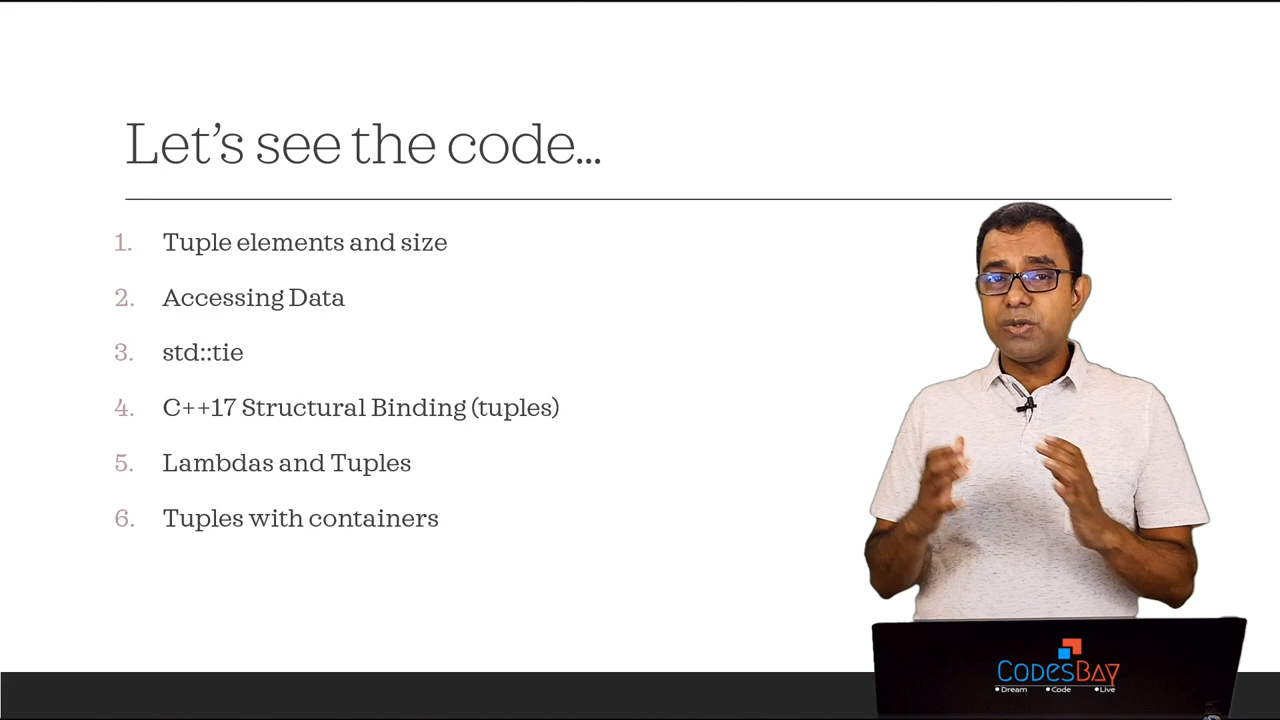 Let’s see the code...
1. Tuple elements and size
2. Accessing Data
3. std::tie
4. C++17 Structural Binding (tuples)
5. Lambdas and Tuples
6. Tuples with containers
CODESBAY
• Dream • Code • Live